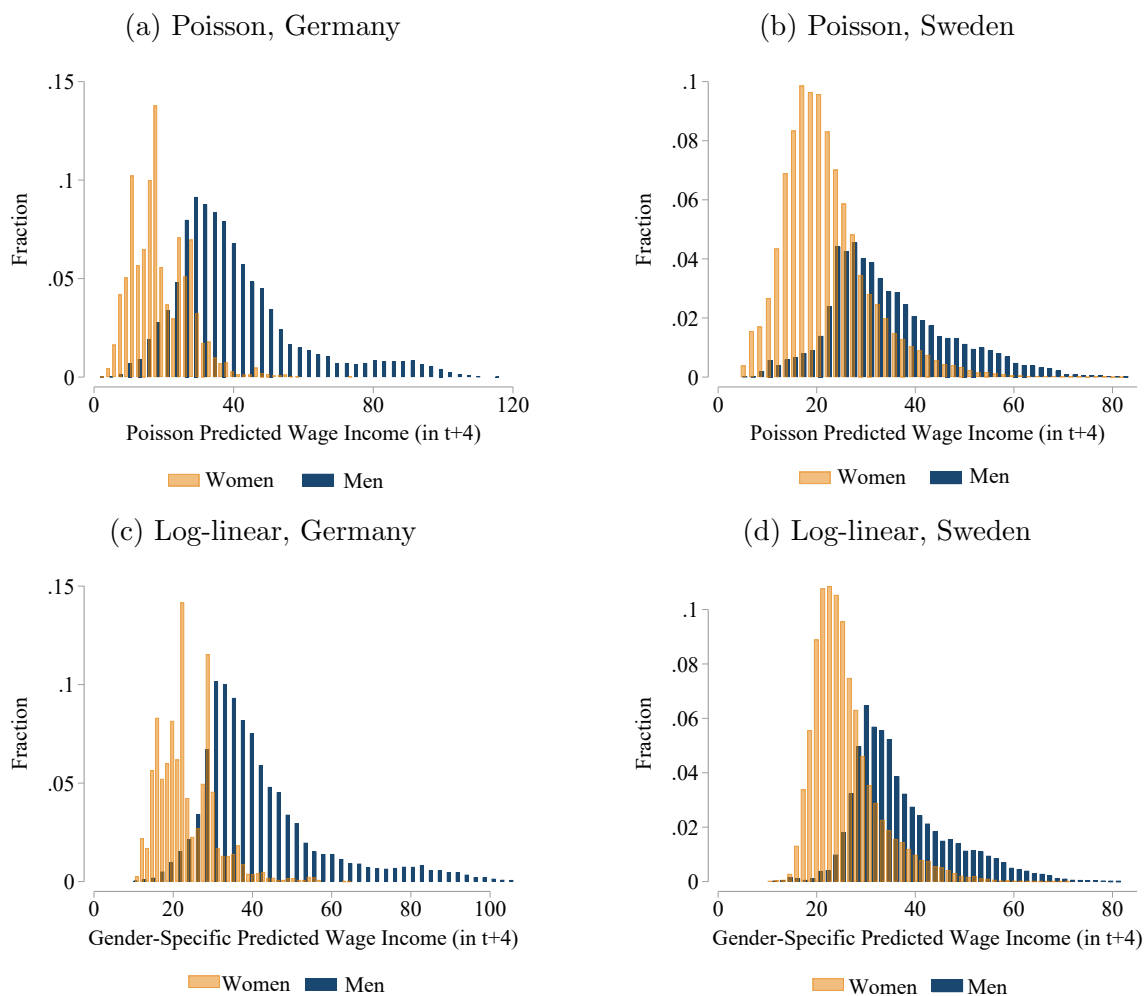 (a) Poisson, Germany
.15
.1
.05
0
Fraction
0 40 80 120
Poisson Predicted Wage Income (in t+4)
Women Men
(b) Poisson, Sweden
.1
.08
.06
.04
.02
0
Fraction
0 20 40 60 80
Poisson Predicted Wage Income (in t+4)
Women Men
(c) Log-linear, Germany
.15
.1
.05
0
Fraction
0 20 40 60 80 100
Gender-Specific Predicted Wage Income (in t+4)
Women Men
(d) Log-linear, Sweden
.1
.08
.06
.04
.02
0
Fraction
0 20 40 60 80
Gender-Specific Predicted Wage Income (in t+4)
Women Men